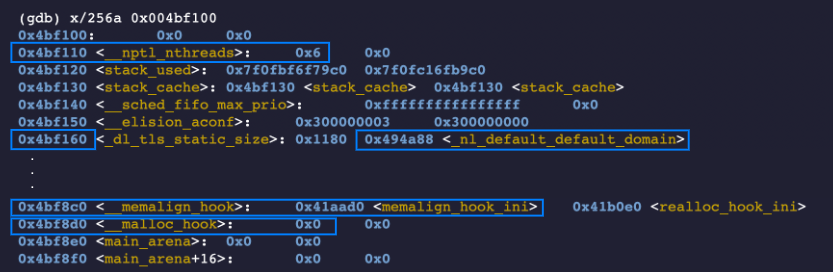 (gdb) x/256a 0x004bf100
0x4bf100: 0x0 0x0
0x4bf110 <__nptl_nthreads>: 0x6 0x0
0x4bf120 <stack_used>: 0x7f0fbf6f79c0 0x7f0fc16fb9c0
0x4bf130 <stack_cache>: 0x4bf130 <stack_cache> 0x4bf130 <stack_cache>
0x4bf140 <__sched_fifo_max_prio>: 0xffffffffffffffff 0x0
0x4bf150 <__elision_aconf>: 0x300000003 0x300000000
0x4bf160 <_dl_tls_static_size>: 0x1180 0x494a88 <_nl_default_default_domain>
.
.
.
0x4bf8c0 <__memalign_hook>: 0x41aad0 <memalign_hook_ini> 0x41b0e0 <realloc_hook_ini>
0x4bf8d0 <__malloc_hook>: 0x0 0x0
0x4bf8e0 <main_arena>: 0x0 0x0
0x4bf8f0 <main_arena+16>: 0x0 0x0